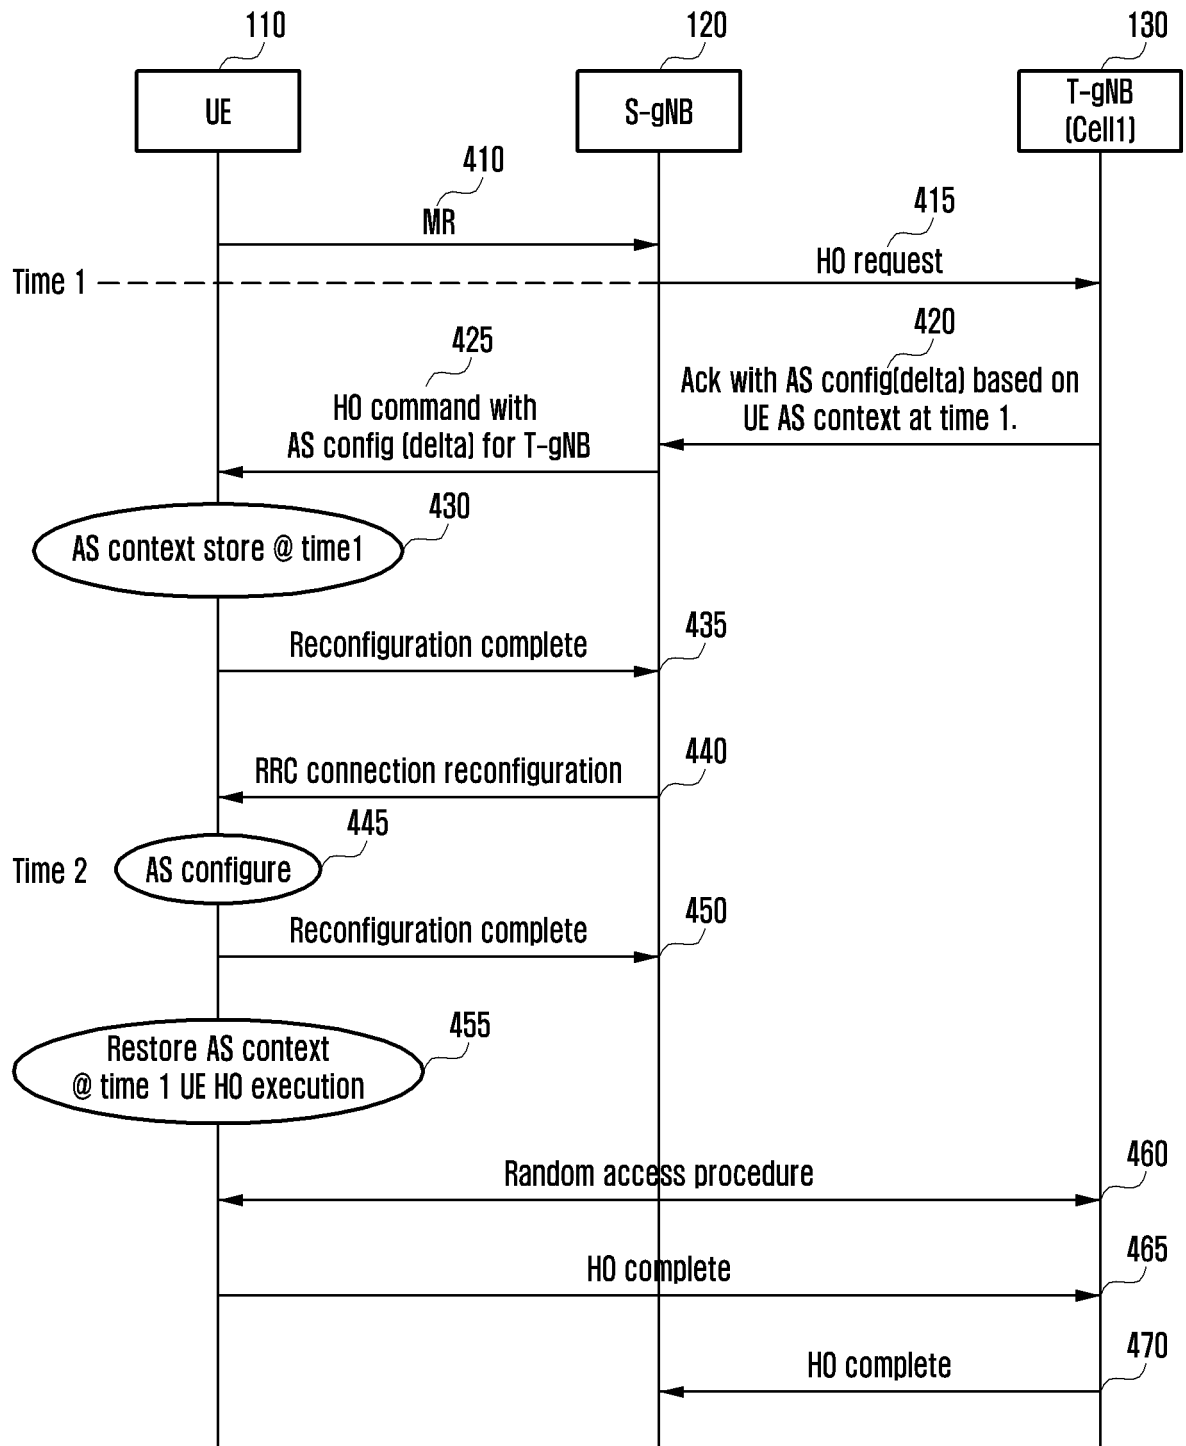 110
120
130
UE
S-gNB
T-gNB
(Cell1)
410
MR
415
HO request
Time 1
420
Ack with AS config(delta) based on
UE AS context at time 1.
425
HO command with
AS config (delta) for T-gNB
430
AS context store @ time1
435
Reconfiguration complete
440
RRC connection reconfiguration
445
Time 2
AS configure
450
Reconfiguration complete
455
Restore AS context
@ time 1 UE HO execution
460
Random access procedure
465
HO complete
470
HO complete